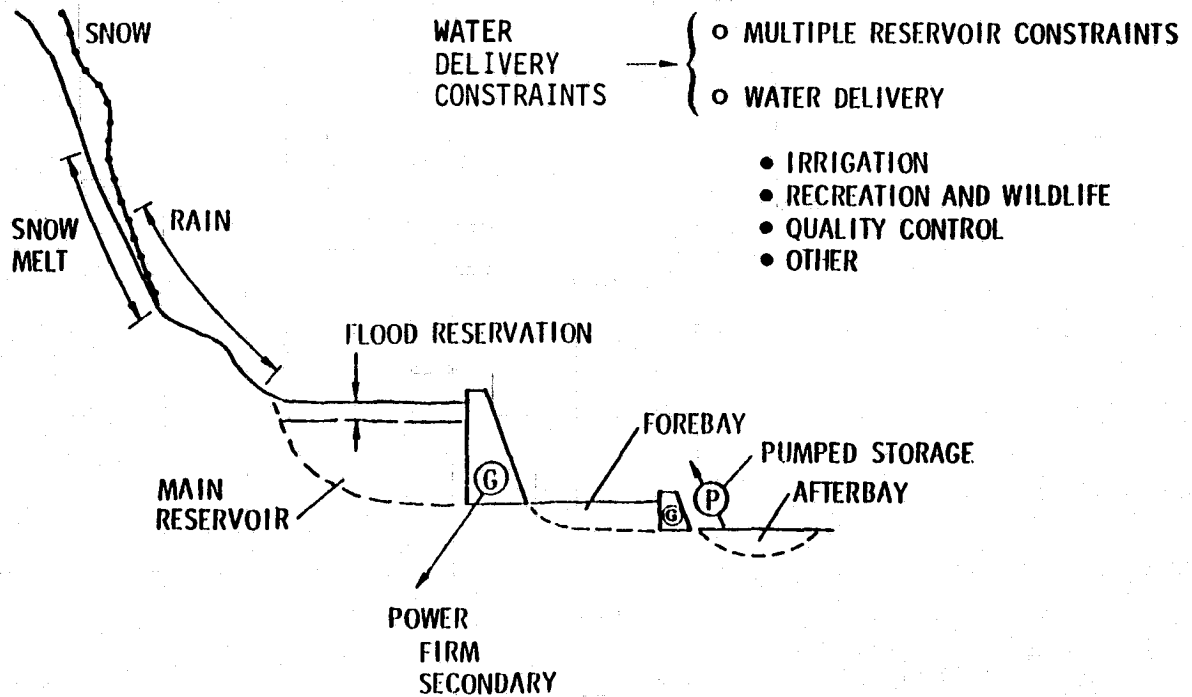 SNOW
WATER
DELIVERY
CONSTRAINTS
o MULTIPLE RESERVOIR CONSTRAINTS
o WATER DELIVERY
• IRRIGATION
• RECREATION AND WILDLIFE
• QUALITY CONTROL
• OTHER
RAIN
SNOW
MELT
FLOOD RESERVATION
FOREBAY
PUMPED STORAGE
P
AFTERBAY
MAIN
RESERVOIR
G
G
POWER
FIRM
SECONDARY